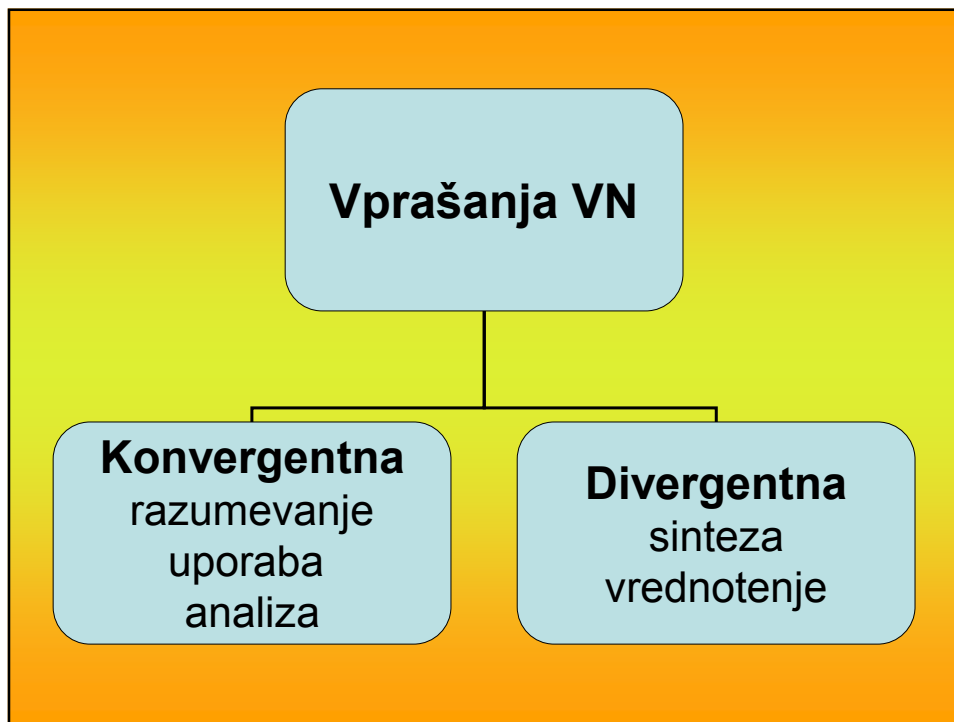 Vprašanja VN
Konvergentna
razumevanje
uporaba
analiza
Divergentna
sinteza
vrednotenje